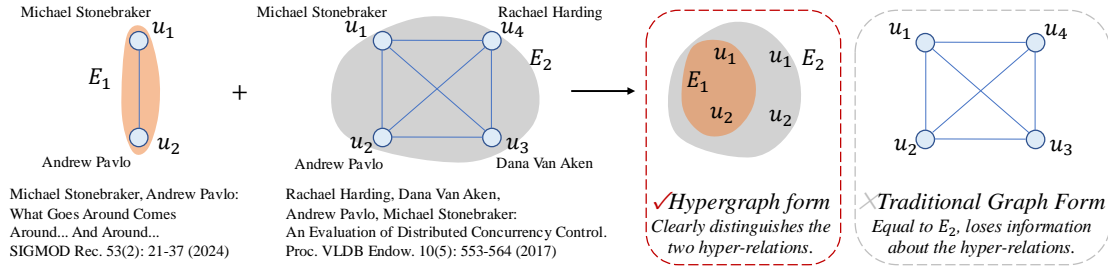 Michael Stonebraker
u1
E1
u2
Andrew Pavlo
+
Michael Stonebraker
Rachael Harding
u1
u4
E2
u2
u3
Andrew Pavlo
Dana Van Aken
Michael Stonebraker, Andrew Pavlo:
What Goes Around Comes
Around... And Around...
SIGMOD Rec. 53(2): 21-37 (2024)
Rachael Harding, Dana Van Aken,
Andrew Pavlo, Michael Stonebraker:
An Evaluation of Distributed Concurrency Control.
Proc. VLDB Endow. 10(5): 553-564 (2017)
u1
u1
E2
E1
u2
u2
✓Hypergraph form
Clearly distinguishes the
two hyper-relations.
u1
u4
u2
u3
×Traditional Graph Form
Equal to E2, loses information
about the hyper-relations.